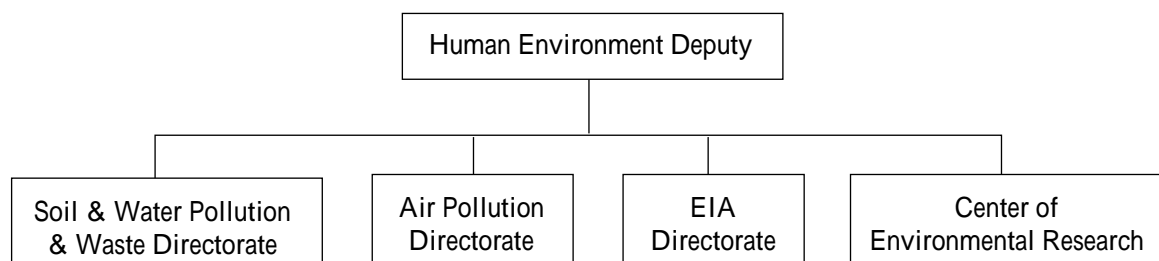 Human Environment Deputy
Soil & Water Pollution
& Waste Directorate
Air Pollution
Directorate
EIA
Directorate
Center of
Environmental Research